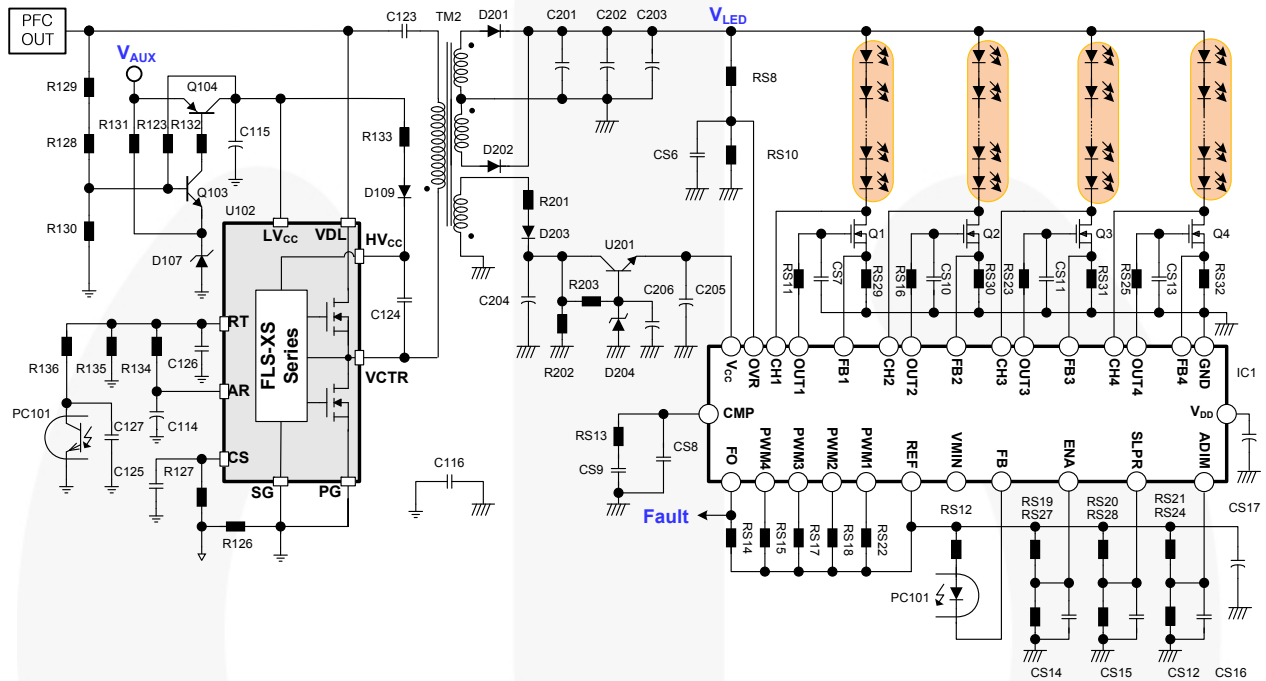 PFC OUT
C123
TM2
D201
C201
C202
C203
VLED
VAUX
R129
Q104
R131
R123
R132
C115
R133
RS8
R128
CS6
RS10
D202
Q103
D109
R201
R130
U102
D203
Q1
Q2
Q3
Q4
LVCC
VDL
HVCC
U201
D107
RS11
CS7
RS29
RS16
CS10
RS30
RS23
CS11
RS31
RS25
CS13
RS32
C204
R203
C206
C205
C124
RT
R136
R135
R134
C126
FLS-XS Series
VCTR
R202
D204
VCC
OVR
CH1
OUT1
FB1
CH2
OUT2
FB2
CH3
OUT3
FB3
CH4
OUT4
FB4
GND
IC1
AR
PC101
C127
C114
CMP
VDD
RS13
CS8
CS9
FO
PWM4
PWM3
PWM2
PWM1
REF
VMIN
FB
ENA
SLPR
ADIM
C125
R127
CS
SG
PG
C116
R126
Fault
RS14
RS15
RS17
RS18
RS22
RS12
RS19
RS27
RS20
RS28
RS21
RS24
CS17
PC101
CS14
CS15
CS12
CS16